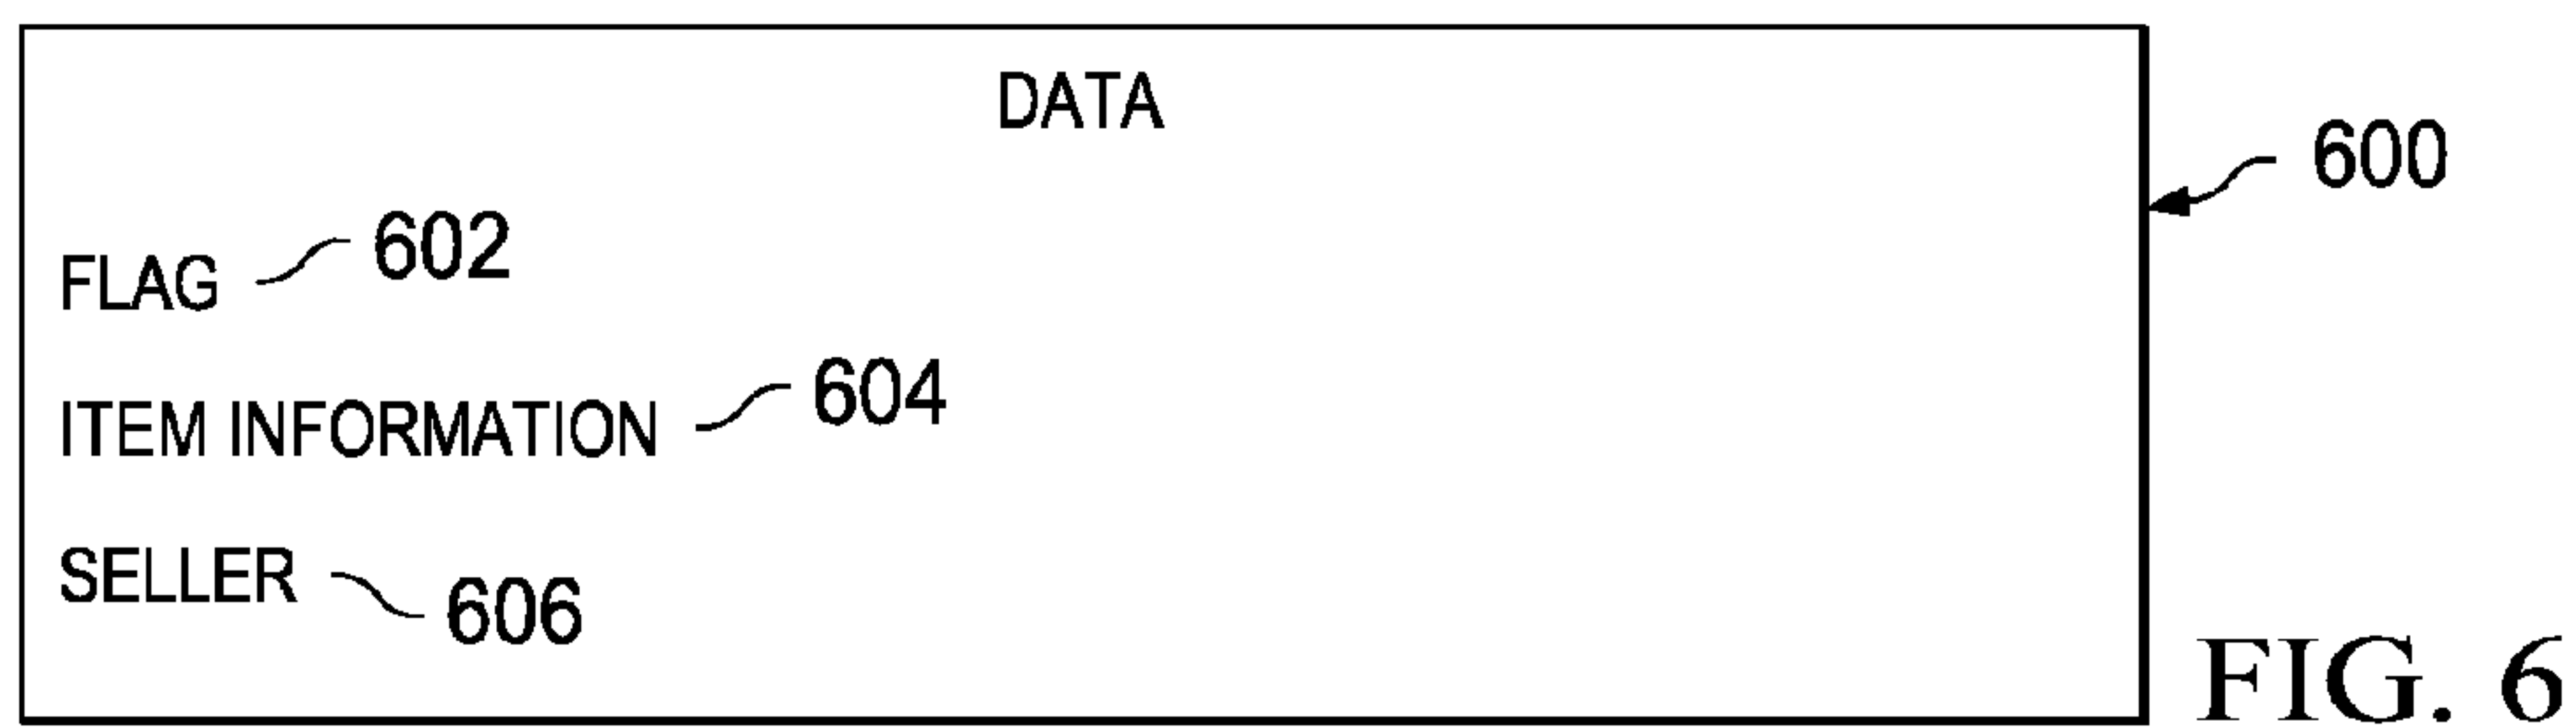 DATA
600
FLAG 602
ITEM INFORMATION 604
SELLER 606
FIG. 6